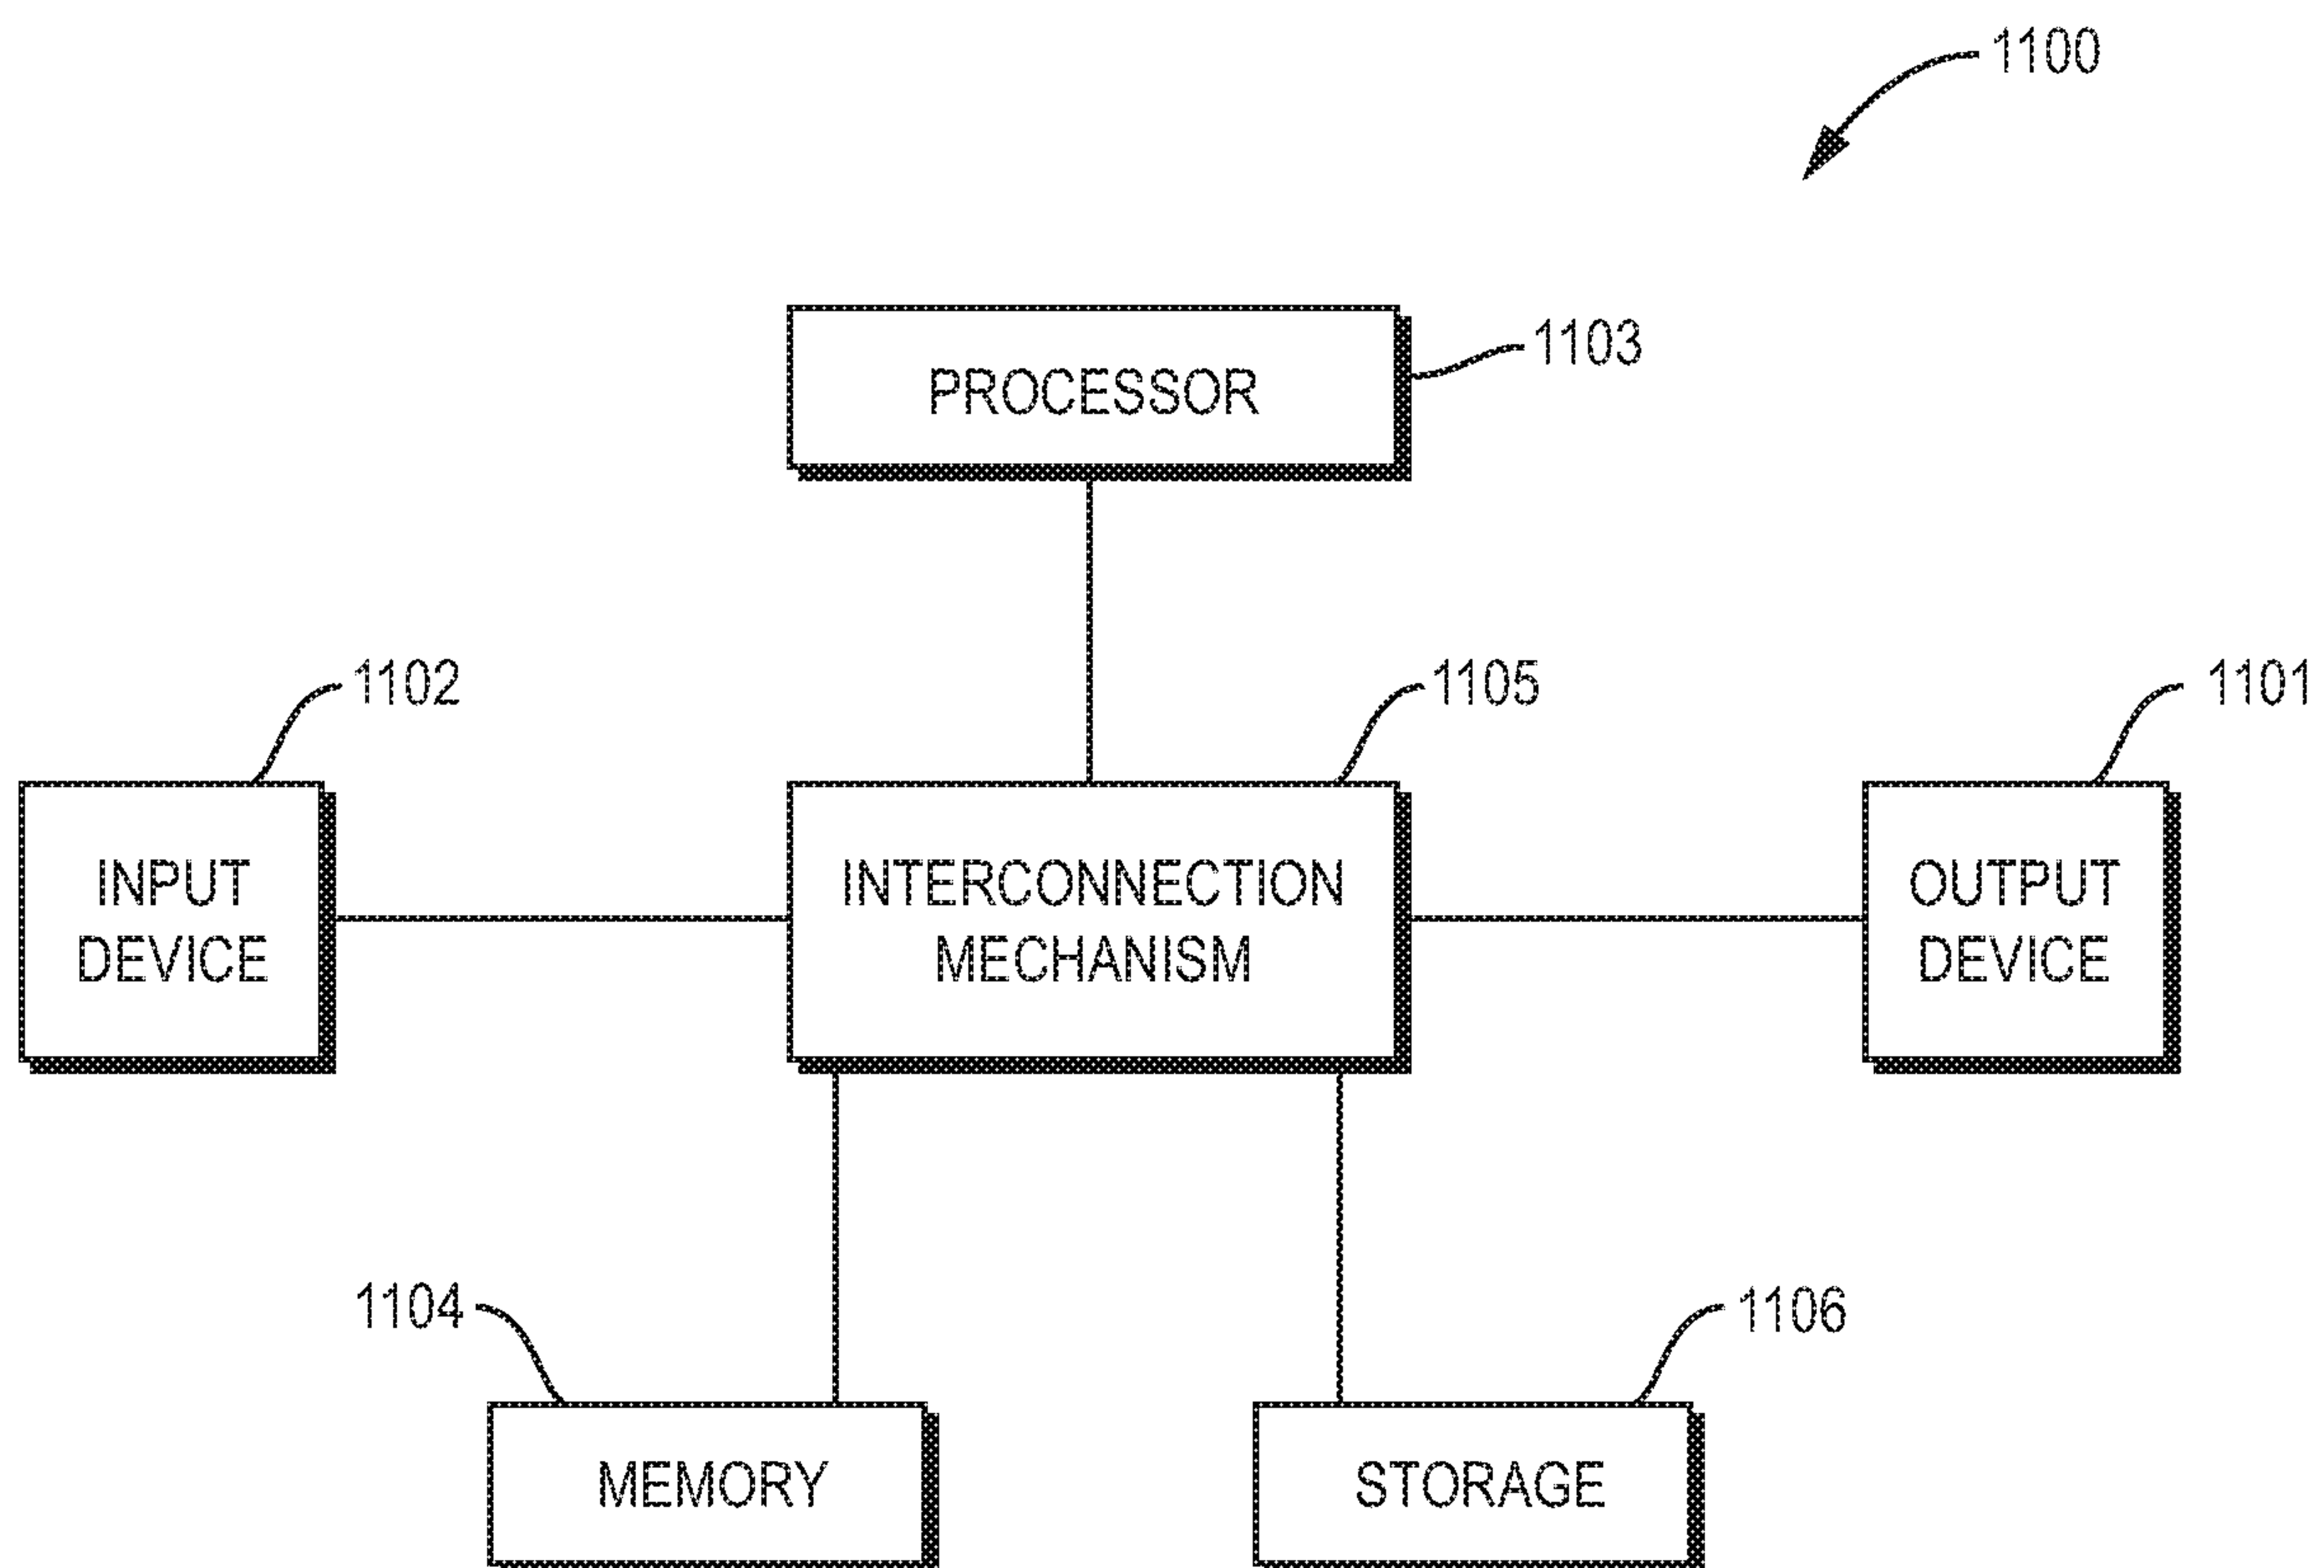 1100
PROCESSOR
1103
1102
1105
1101
INPUT
DEVICE
INTERCONNECTION
MECHANISM
OUTPUT
DEVICE
1104
1106
MEMORY
STORAGE